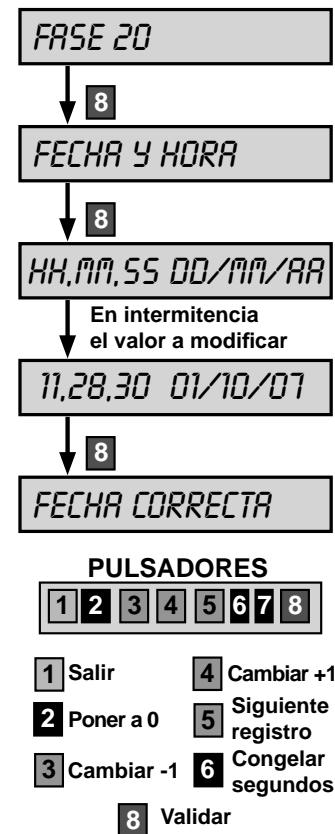 FASE 20
8
FECHA Y HORA
8
HH,MM,SS DD/MM/AA
En intermitencia
el valor a modificar
11,28,30 01/10/07
8
FECHA CORRECTA
PULSADORES
1 2 3 4 5 6 7 8
1 Salir
4 Cambiar +1
2 Poner a 0
5 Siguiente
registro
3 Cambiar -1
6 Congelar
segundos
8 Validar